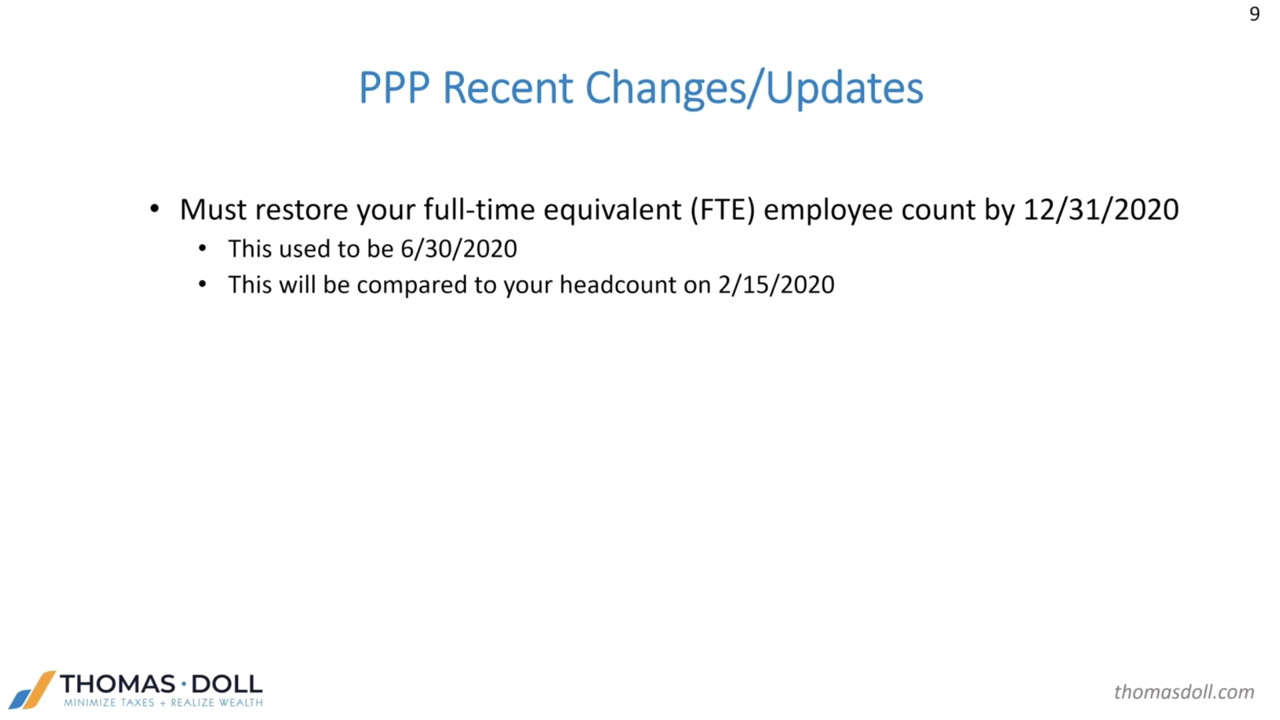 9
PPP Recent Changes/Updates
• Must restore your full-time equivalent (FTE) employee count by 12/31/2020
• This used to be 6/30/2020
• This will be compared to your headcount on 2/15/2020
THOMAS·DOLL
MINIMIZE TAXES + REALIZE WEALTH
thomasdoll.com